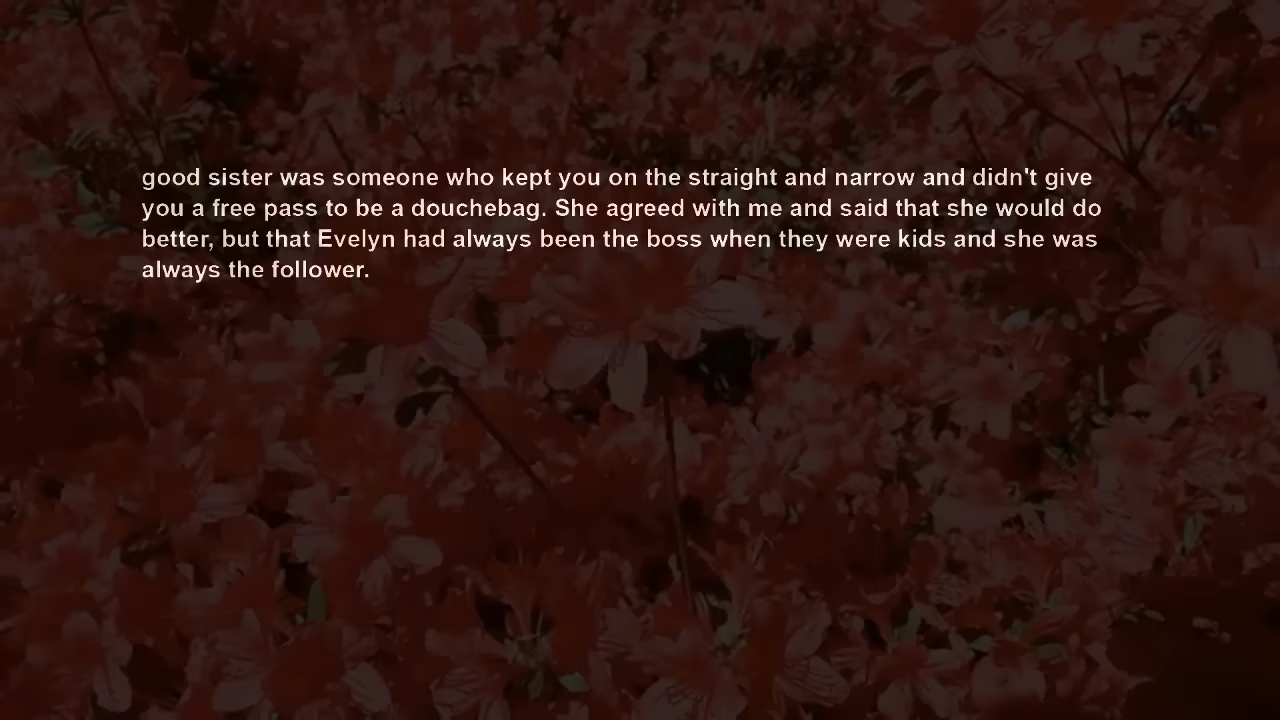 good sister was someone who kept you on the straight and narrow and didn't give
you a free pass to be a douchebag. She agreed with me and said that she would do
better, but that Evelyn had always been the boss when they were kids and she was
always the follower.